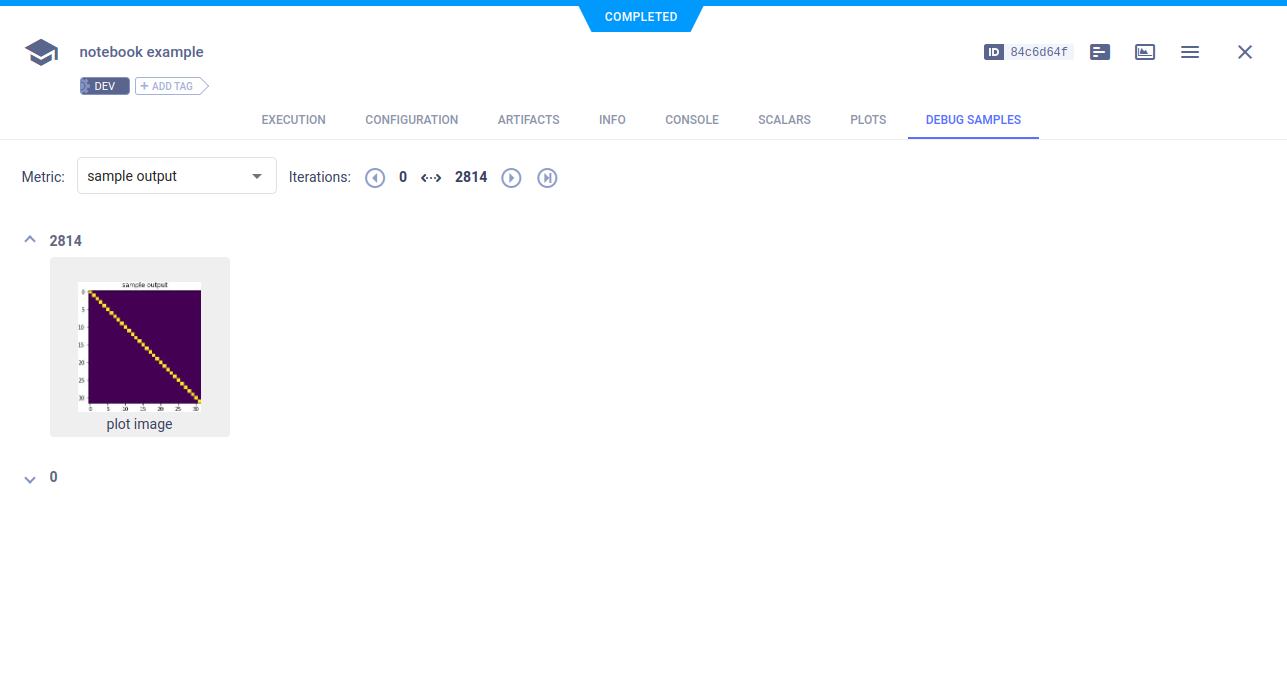 COMPLETED
notebook example
ID 84c6d64f
DEV + ADD TAG
EXECUTION CONFIGURATION ARTIFACTS INFO CONSOLE SCALARS PLOTS DEBUG SAMPLES
Metric: sample output Iterations: 0 2814
2814
sample output
0
5
10
15
20
25
30
0 5 10 15 20 25 30
plot image
0